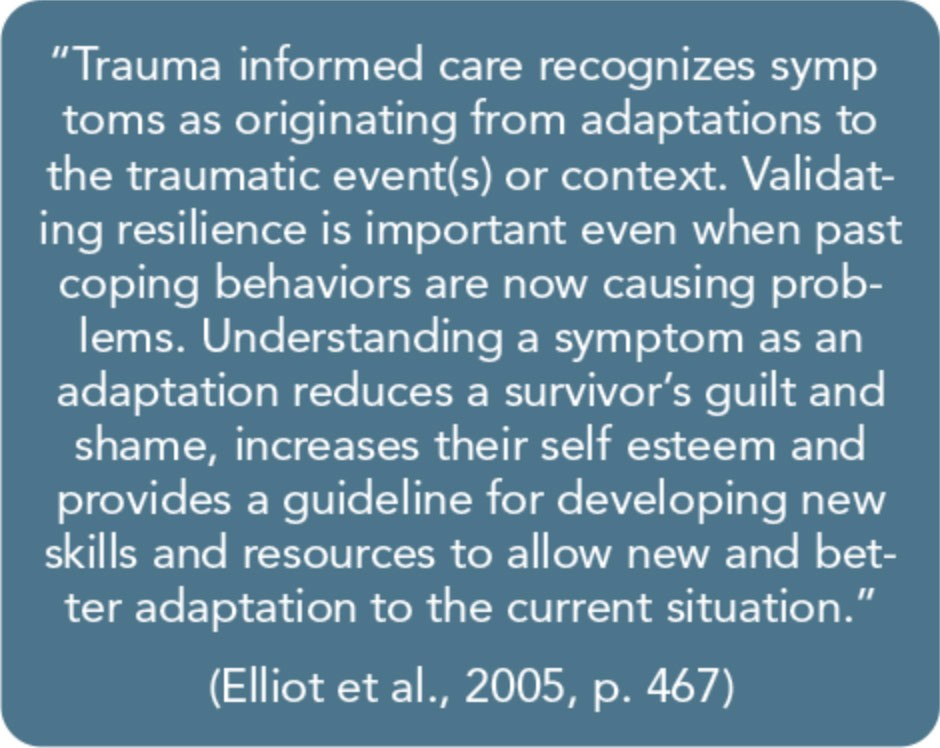 “Trauma informed care recognizes symp
toms as originating from adaptations to
the traumatic event(s) or context. Validat-
ing resilience is important even when past
coping behaviors are now causing prob-
lems. Understanding a symptom as an
adaptation reduces a survivor’s guilt and
shame, increases their self esteem and
provides a guideline for developing new
skills and resources to allow new and bet-
ter adaptation to the current situation.”
(Elliot et al., 2005, p. 467)